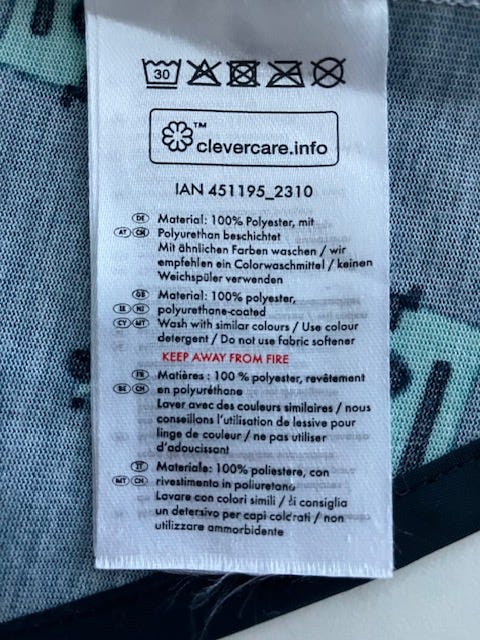 30
™
clevercare.info
IAN 451195_2310
DE Material: 100% Polyester, mit
AT CH Polyurethan beschichtet
Mit ähnlichen Farben waschen / wir
empfehlen ein Colorwaschmittel / keinen
Weichspüler verwenden
GB Material: 100% polyester,
IE NI polyurethane-coated
CY MT Wash with similar colours / Use colour
detergent / Do not use fabric softener
KEEP AWAY FROM FIRE
FR Matières : 100 % polyester, revêtement
BE CH en polyuréthane
Laver avec des couleurs similaires / nous
conseillons l'utilisation de lessive pour
linge de couleur / ne pas utiliser
d'adoucissant
IT Materiale: 100% poliestere, con
MT CH rivestimento in poliuretano
Lavare con colori simili / si consiglia
un detersivo per capi colorati / non
utilizzare ammorbidente